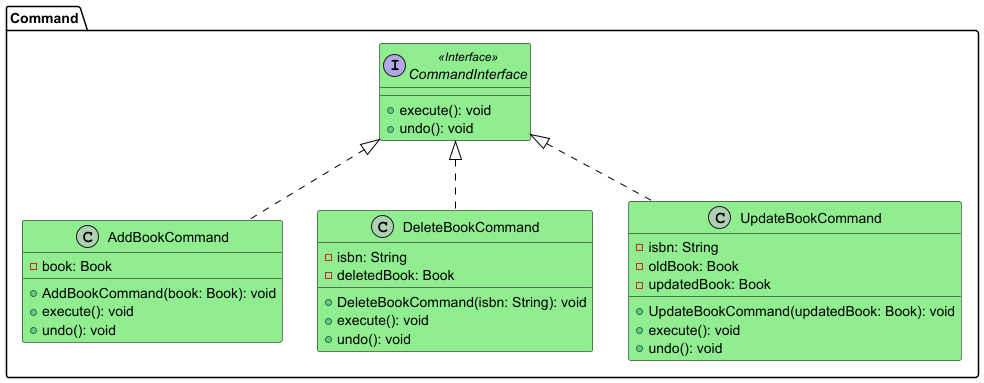 Command
«Interface»
I CommandInterface
execute(): void
undo(): void
C AddBookCommand
book: Book
AddBookCommand(book: Book): void
execute(): void
undo(): void
C DeleteBookCommand
isbn: String
deletedBook: Book
DeleteBookCommand(isbn: String): void
execute(): void
undo(): void
C UpdateBookCommand
isbn: String
oldBook: Book
updatedBook: Book
UpdateBookCommand(updatedBook: Book): void
execute(): void
undo(): void